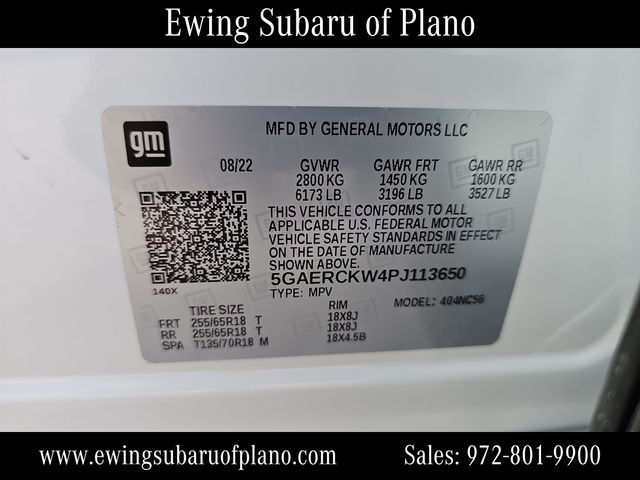 Ewing Subaru of Plano
gm
MFD BY GENERAL MOTORS LLC
08/22 GVWR GAWR FRT GAWR RR
2800 KG 1450 KG 1600 KG
6173 LB 3196 LB 3527 LB
THIS VEHICLE CONFORMS TO ALL
APPLICABLE U.S. FEDERAL MOTOR
VEHICLE SAFETY STANDARDS IN EFFECT
ON THE DATE OF MANUFACTURE
SHOWN ABOVE.
5GAERCKW4PJ113650
140X
TYPE: MPV MODEL: 404NC56
TIRE SIZE RIM
FRT 255/65R18 T 18X8J
RR 255/65R18 T 18X8J
SPA T135/70R18 M 18X4.5B
www.ewingsubaruofplano.com Sales: 972-801-9900